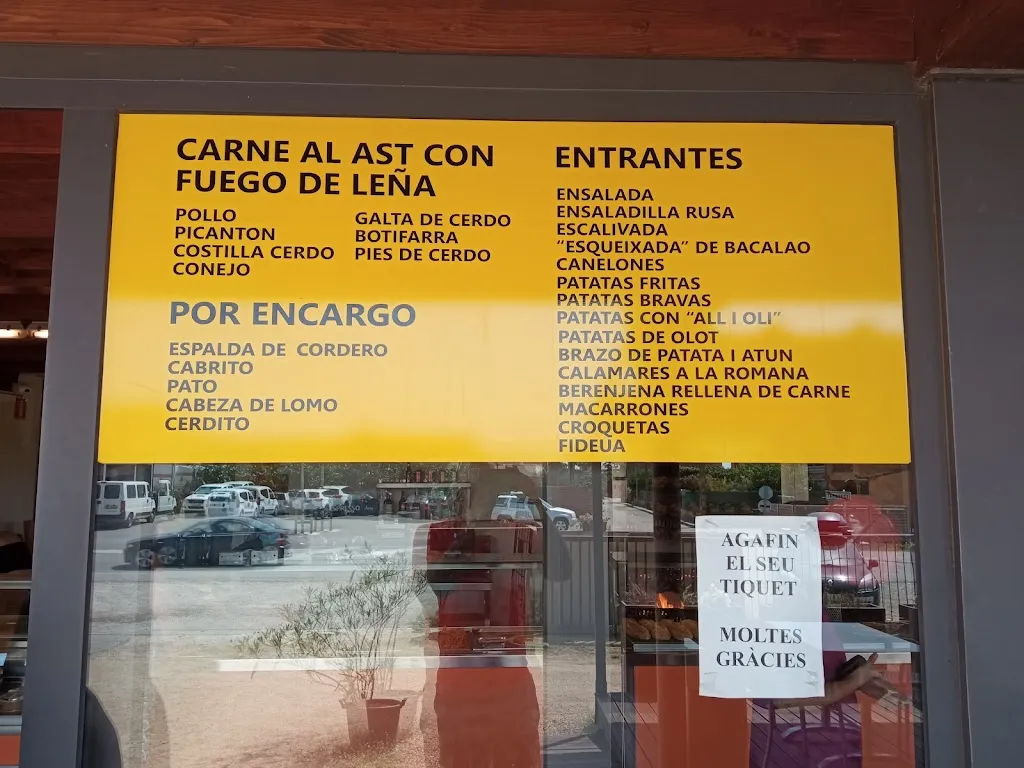 CARNE AL AST CON
FUEGO DE LEÑA
POLLO
PICANTON
COSTILLA CERDO
CONEJO
GALTA DE CERDO
BOTIFARRA
PIES DE CERDO
POR ENCARGO
ESPALDA DE CORDERO
CABRITO
PATO
CABEZA DE LOMO
CERDITO
ENTRANTES
ENSALADA
ENSALADILLA RUSA
ESCALIVADA
“ESQUEIXADA” DE BACALAO
CANELONES
PATATAS FRITAS
PATATAS BRAVAS
PATATAS CON “ALL I OLI”
PATATAS DE OLOT
BRAZO DE PATATA I ATUN
CALAMARES A LA ROMANA
BERENJENA RELLENA DE CARNE
MACARRONES
CROQUETAS
FIDEUA
AGAFIN
EL SEU
TIQUET
MOLTES
GRÀCIES